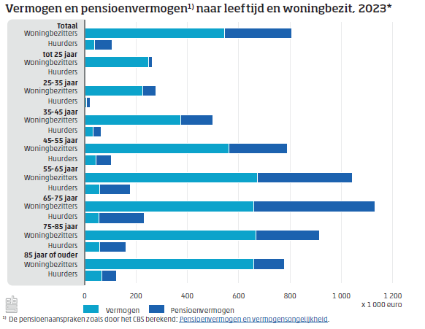 Vermogen en pensioenvermogen¹⁾ naar leeftijd en woningbezit, 2023*
Totaal
Woningbezitters
Huurders
tot 25 jaar
Woningbezitters
Huurders
25-35 jaar
Woningbezitters
Huurders
35-45 jaar
Woningbezitters
Huurders
45-55 jaar
Woningbezitters
Huurders
55-65 jaar
Woningbezitters
Huurders
65-75 jaar
Woningbezitters
Huurders
75-85 jaar
Woningbezitters
Huurders
85 jaar of ouder
Woningbezitters
Huurders
0 200 400 600 800 1 000 1 200
x 1 000 euro
Vermogen Pensioenvermogen
¹⁾ De pensioenaanspraken zoals door het CBS berekend: Pensioenvermogen en vermogensongelijkheid.